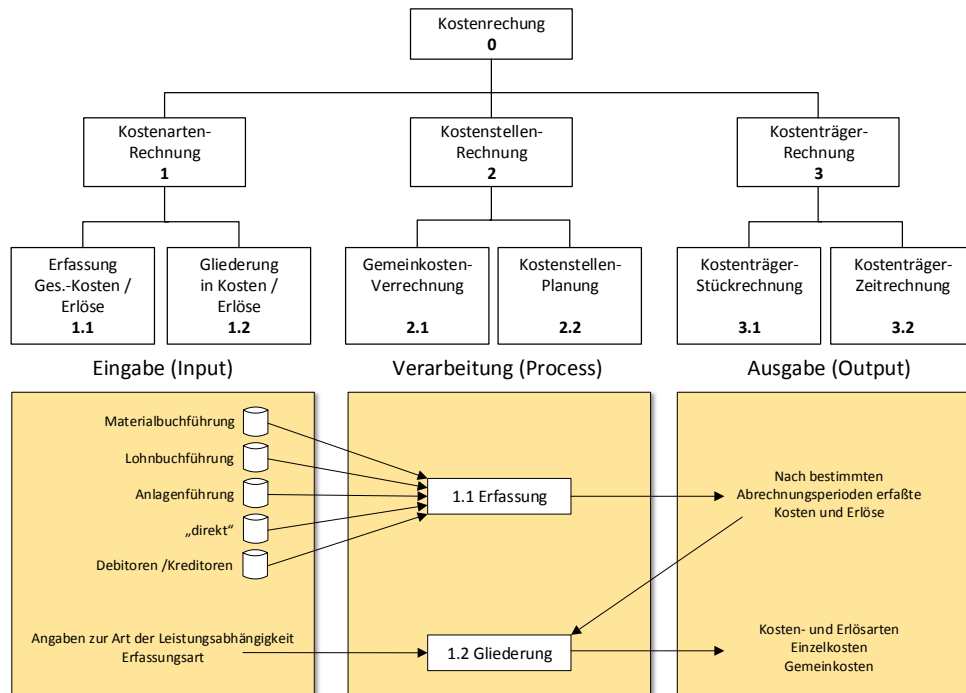 Kostenrechung
0
Kostenarten-
Rechnung
1
Kostenstellen-
Rechnung
2
Kostenträger-
Rechnung
3
Erfassung
Ges.-Kosten /
Erlöse
1.1
Gliederung
in Kosten /
Erlöse
1.2
Gemeinkosten-
Verrechnung
2.1
Kostenstellen-
Planung
2.2
Kostenträger-
Stückrechnung
3.1
Kostenträger-
Zeitrechnung
3.2
Eingabe (Input)
Verarbeitung (Process)
Ausgabe (Output)
Materialbuchführung
Lohnbuchführung
Anlagenführung
„direkt“
Debitoren /Kreditoren
1.1 Erfassung
Nach bestimmten
Abrechnungsperioden erfaßte
Kosten und Erlöse
Angaben zur Art der Leistungsabhängigkeit
Erfassungsart
1.2 Gliederung
Kosten- und Erlösarten
Einzelkosten
Gemeinkosten